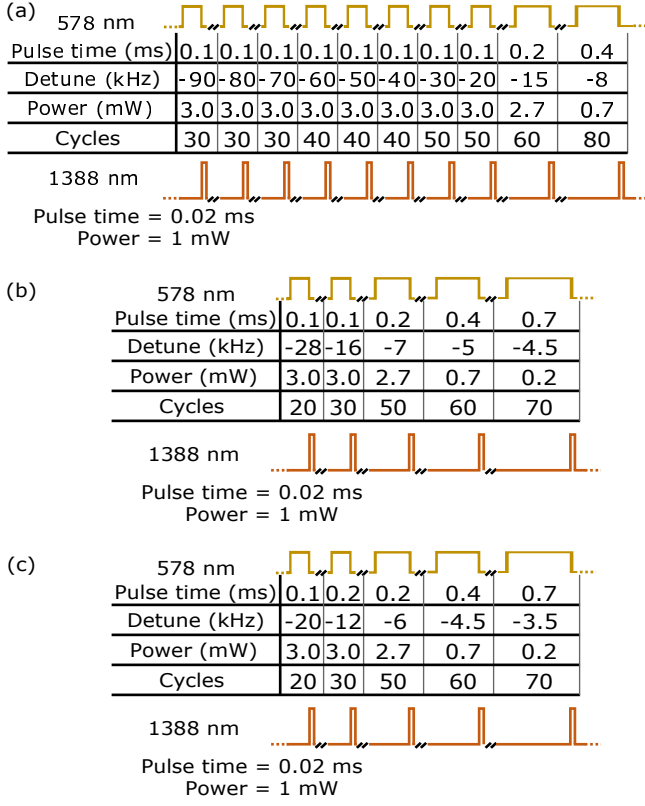 (a)
578 nm
Pulse time (ms) 0.1 0.1 0.1 0.1 0.1 0.1 0.1 0.1 0.2 0.4
Detune (kHz) -90 -80 -70 -60 -50 -40 -30 -20 -15 -8
Power (mW) 3.0 3.0 3.0 3.0 3.0 3.0 3.0 3.0 2.7 0.7
Cycles 30 30 30 40 40 40 50 50 60 80
1388 nm
Pulse time = 0.02 ms
Power = 1 mW
(b)
578 nm
Pulse time (ms) 0.1 0.1 0.2 0.4 0.7
Detune (kHz) -28 -16 -7 -5 -4.5
Power (mW) 3.0 3.0 2.7 0.7 0.2
Cycles 20 30 50 60 70
1388 nm
Pulse time = 0.02 ms
Power = 1 mW
(c)
578 nm
Pulse time (ms) 0.1 0.2 0.2 0.4 0.7
Detune (kHz) -20 -12 -6 -4.5 -3.5
Power (mW) 3.0 3.0 2.7 0.7 0.2
Cycles 20 30 50 60 70
1388 nm
Pulse time = 0.02 ms
Power = 1 mW